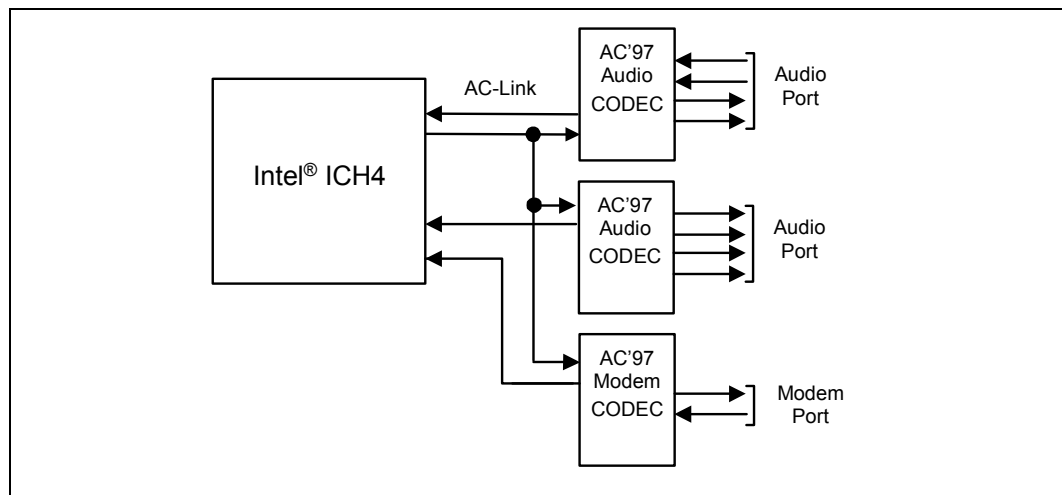 AC'97
Audio
CODEC
Audio
Port
AC-Link
Intel® ICH4
AC'97
Audio
CODEC
Audio
Port
AC'97
Modem
CODEC
Modem
Port